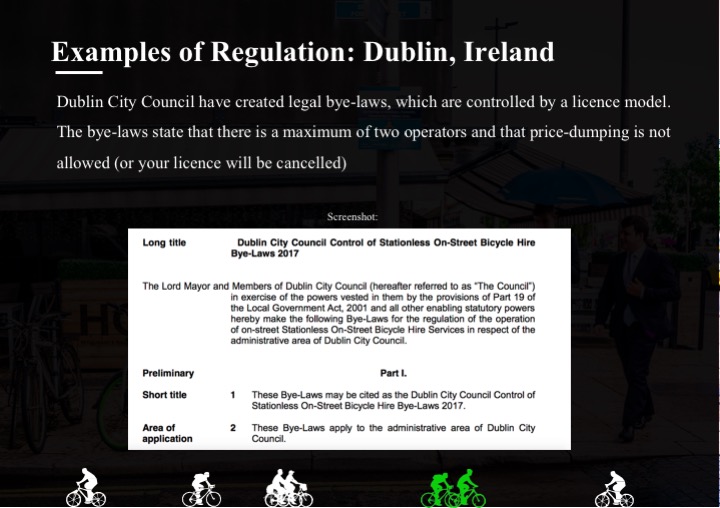 Examples of Regulation: Dublin, Ireland
Dublin City Council have created legal bye-laws, which are controlled by a licence model.
The bye-laws state that there is a maximum of two operators and that price-dumping is not
allowed (or your licence will be cancelled)
Screenshot:
Long title Dublin City Council Control of Stationless On-Street Bicycle Hire
Bye-Laws 2017
The Lord Mayor and Members of Dublin City Council (hereafter referred to as "The Council")
in exercise of the powers vested in them by the provisions of Part 19 of
the Local Government Act, 2001 and all other enabling statutory powers
hereby make the following Bye-Laws for the regulation of the operation
of on-street Stationless On-Street Bicycle Hire Services in respect of the
administrative area of Dublin City Council.
Preliminary Part I.
Short title 1 These Bye-Laws may be cited as the Dublin City Council Control of
Stationless On-Street Bicycle Hire Bye-Laws 2017.
Area of 2 These Bye-Laws apply to the administrative area of Dublin City
application Council.